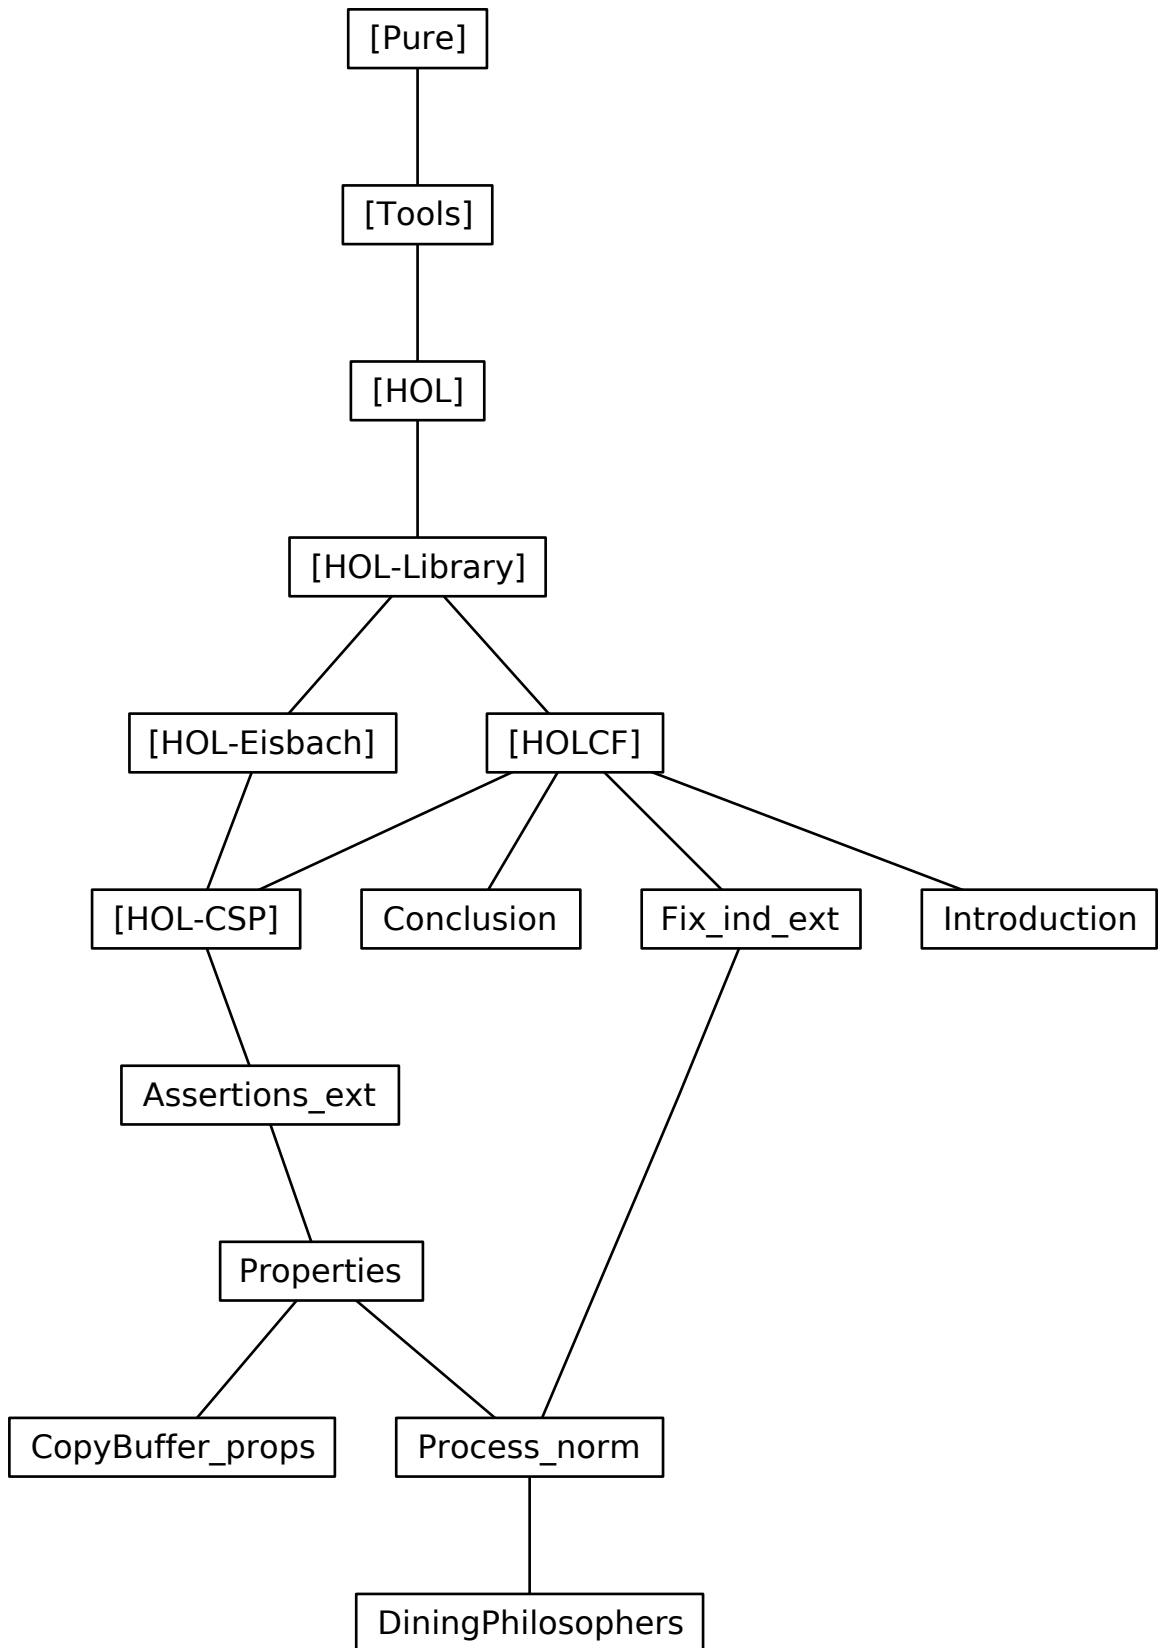 [Pure]
[Tools]
[HOL]
[HOL-Library]
[HOL-Eisbach]
[HOLCF]
[HOL-CSP]
Conclusion
Fix_ind_ext
Introduction
Assertions_ext
Properties
CopyBuffer_props
Process_norm
DiningPhilosophers